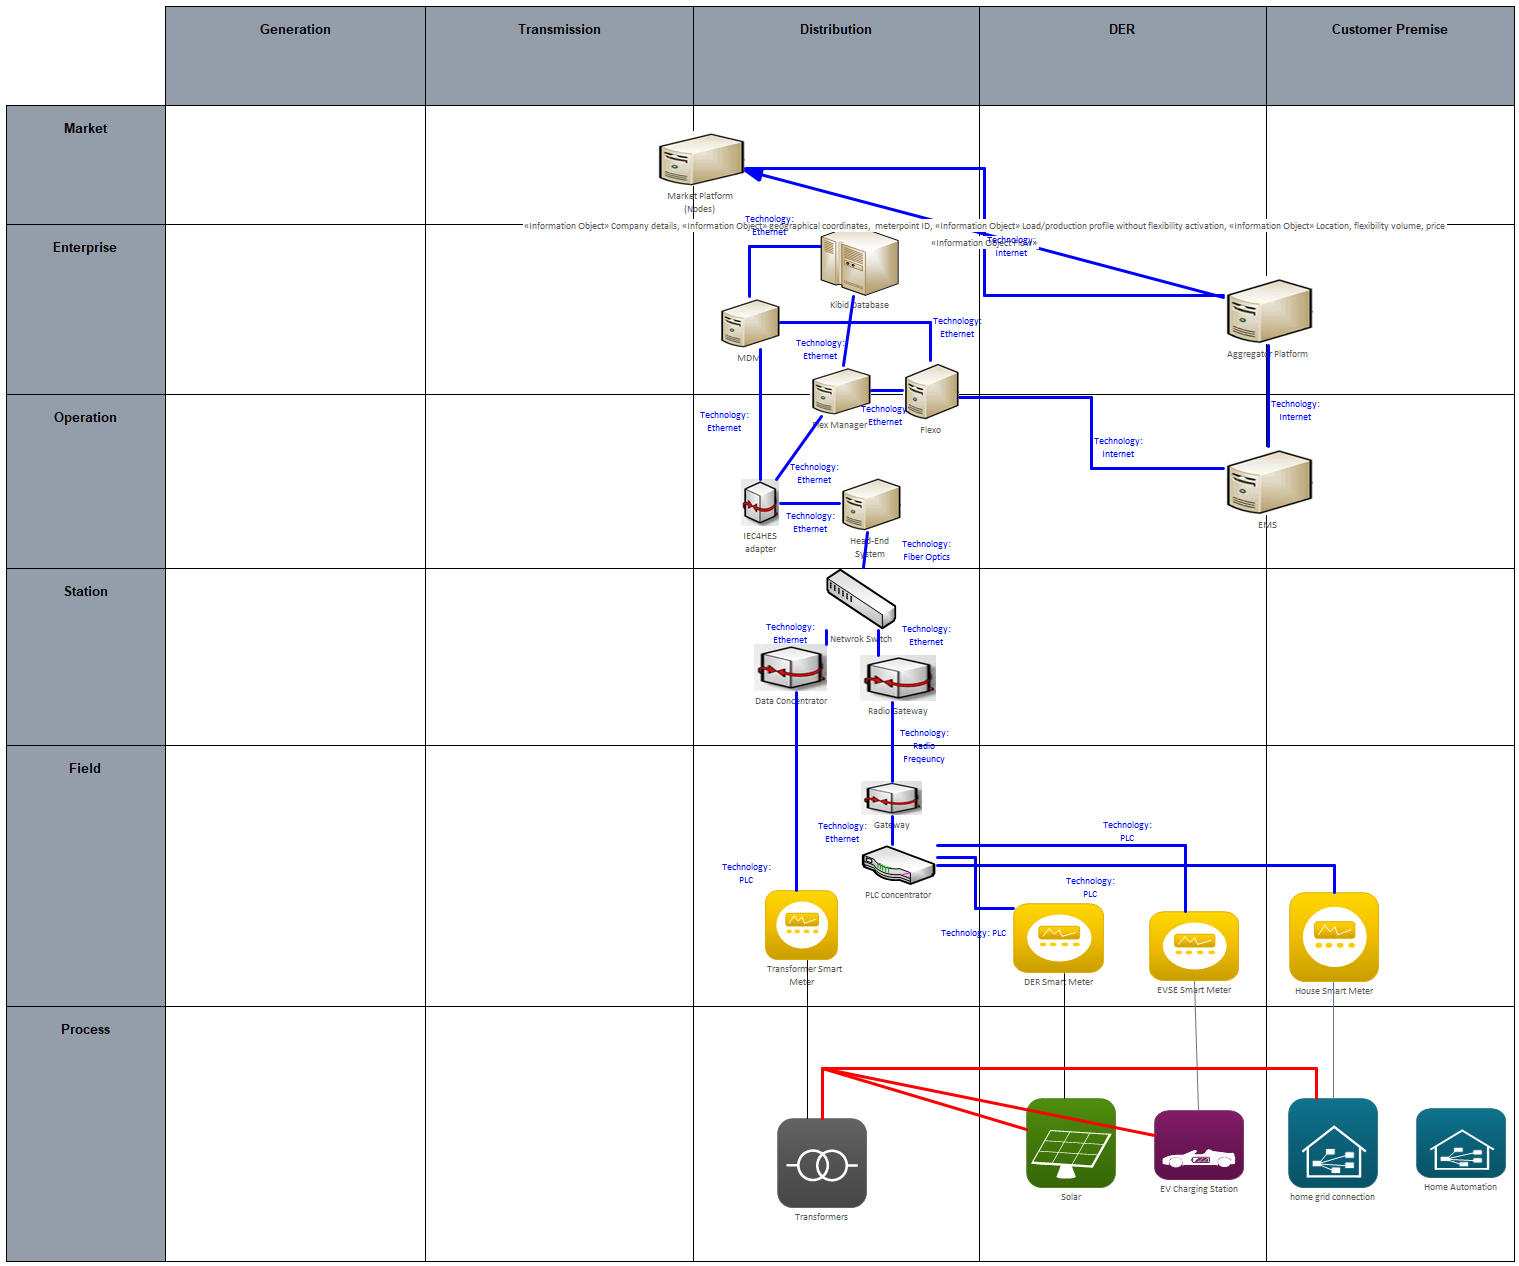 Generation
Transmission
Distribution
DER
Customer Premise
Market
Market Platform
(Nodes)
Technology:
Ethernet
«Information Object» Company details, «Information Object» geographical coordinates,  meterpoint ID, «Information Object» Load/production profile without flexibility activation, «Information Object» Location, flexibility volume, price
«Information Object Flow»
Technology:
Internet
Enterprise
Kibid Database
MDM
Technology:
Ethernet
Technology:
Ethernet
Aggregator Platform
Operation
Technology:
Ethernet
Flex Manager
Technology:
Ethernet
Flexo
Technology:
Internet
Technology:
Internet
Technology:
Ethernet
Technology:
Ethernet
IEC4HES
adapter
Head-End
System
Technology:
Fiber Optics
EMS
Station
Technology:
Ethernet
Netwrok Switch
Technology:
Ethernet
Data Concentrator
Radio Gateway
Technology:
Radio
Freqeuncy
Field
Technology:
Ethernet
Gateway
Technology:
PLC
Technology:
PLC
PLC concentrator
Technology:
PLC
Technology: PLC
Transformer Smart
Meter
DER Smart Meter
EVSE Smart Meter
House Smart Meter
Process
Transformers
Solar
EV Charging Station
home grid connection
Home Automation